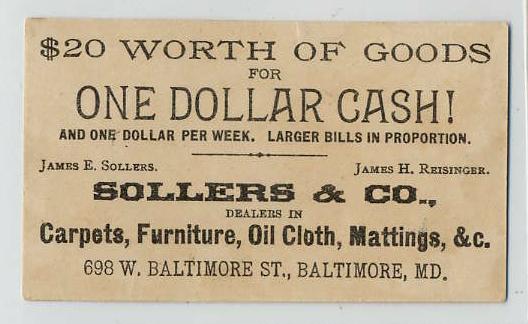 $20 WORTH OF GOODS
FOR
ONE DOLLAR CASH!
AND ONE DOLLAR PER WEEK. LARGER BILLS IN PROPORTION.
JAMES E. SOLLERS. JAMES H. REISINGER.
SOLLERS & CO.,
DEALERS IN
Carpets, Furniture, Oil Cloth, Mattings, &c.
698 W. BALTIMORE ST., BALTIMORE, MD.